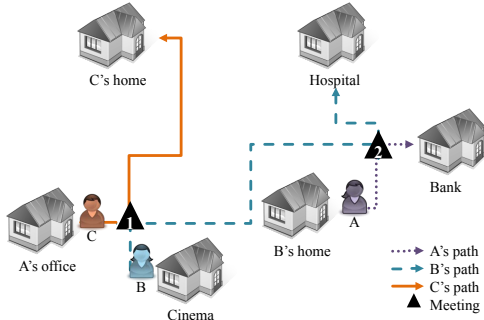 C's home
Hospital
2
Bank
1
C
A
A's office
B's home
B
Cinema
A's path
B's path
C's path
Meeting